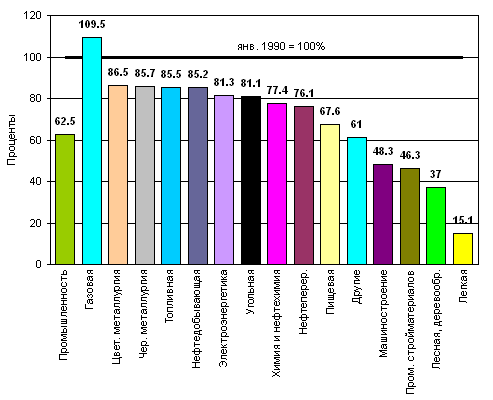 120
100
80
60
40
20
0
Проценты
янв. 1990 = 100%
62.5
109.5
86.5
85.7
85.5
85.2
81.3
81.1
77.4
76.1
67.6
61
48.3
46.3
37
15.1
Промышленность
Газовая
Цвет. металлургия
Чер. металлургия
Топливная
Нефтедобывающая
Электроэнергетика
Угольная
Химия и нефтехимия
Нефтеперер.
Пищевая
Другие
Машиностроение
Пром. стройматериалов
Лесная, деревообр.
Легкая